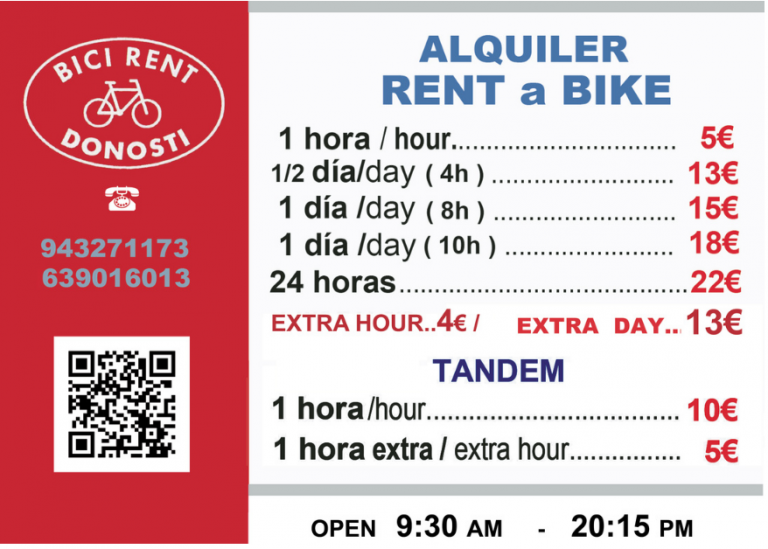 BICI RENT
DONOSTI
943271173
639016013
ALQUILER
RENT a BIKE
1 hora / hour............................... 5€
1/2 día/day ( 4h ) ......................... 13€
1 día /day ( 8h ) ......................... 15€
1 día /day ( 10h ) ....................... 18€
24 horas.......................................22€
EXTRA HOUR..4€ / EXTRA DAY.. 13€
TANDEM
1 hora/hour................................... 10€
1 hora extra / extra hour................ 5€
OPEN 9:30 AM - 20:15 PM